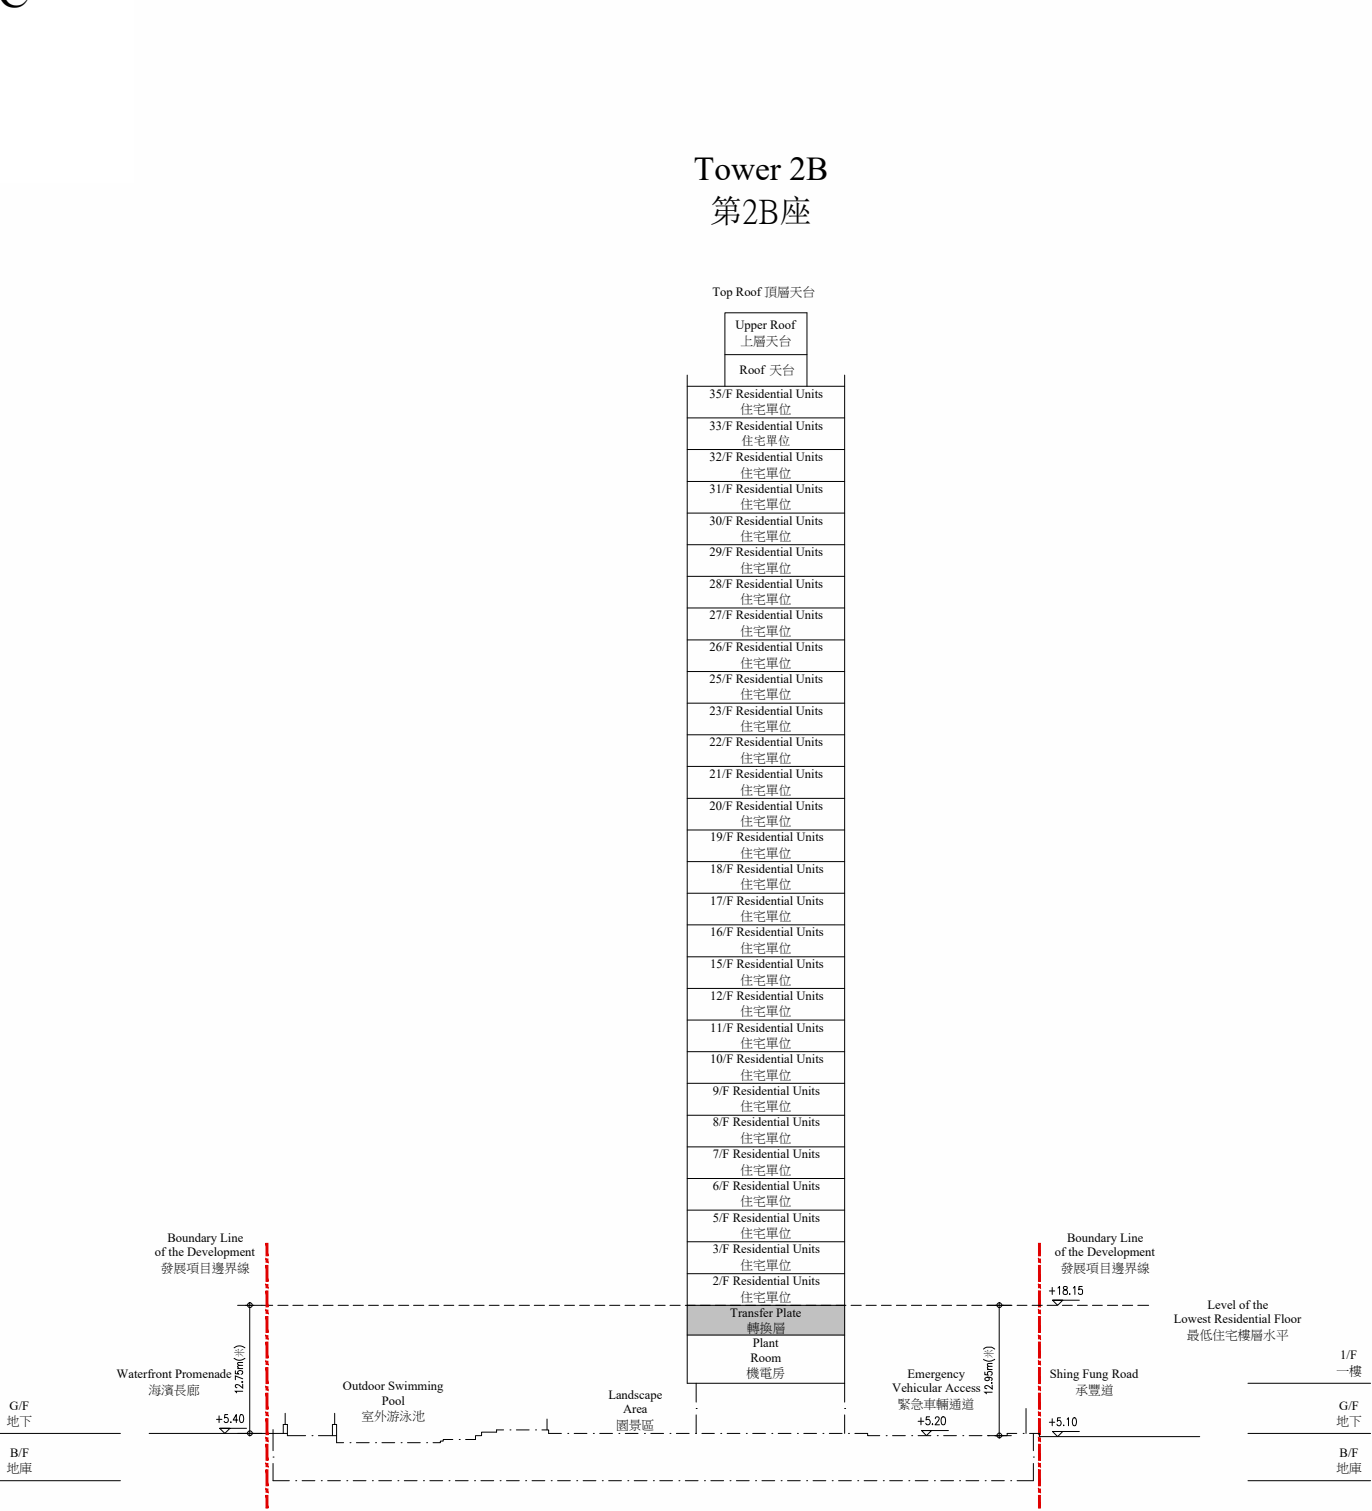 Tower 2B
第2B座
Top Roof 頂層天台
Upper Roof
上層天台
Roof 天台
35/F Residential Units
住宅單位
33/F Residential Units
住宅單位
32/F Residential Units
住宅單位
31/F Residential Units
住宅單位
30/F Residential Units
住宅單位
29/F Residential Units
住宅單位
28/F Residential Units
住宅單位
27/F Residential Units
住宅單位
26/F Residential Units
住宅單位
25/F Residential Units
住宅單位
23/F Residential Units
住宅單位
22/F Residential Units
住宅單位
21/F Residential Units
住宅單位
20/F Residential Units
住宅單位
19/F Residential Units
住宅單位
18/F Residential Units
住宅單位
17/F Residential Units
住宅單位
16/F Residential Units
住宅單位
15/F Residential Units
住宅單位
12/F Residential Units
住宅單位
11/F Residential Units
住宅單位
10/F Residential Units
住宅單位
9/F Residential Units
住宅單位
8/F Residential Units
住宅單位
7/F Residential Units
住宅單位
6/F Residential Units
住宅單位
5/F Residential Units
住宅單位
3/F Residential Units
住宅單位
2/F Residential Units
住宅單位
Transfer Plate
轉換層
Plant
Room
機電房
Boundary Line
of the Development
發展項目邊界線
Boundary Line
of the Development
發展項目邊界線
+18.15
Level of the
Lowest Residential Floor
最低住宅樓層水平
12.75m(米)
Waterfront Promenade
海濱長廊
+5.40
Outdoor Swimming
Pool
室外游泳池
Landscape
Area
園景區
Emergency
Vehicular Access
緊急車輛通道
+5.20
12.95m(米)
Shing Fung Road
承豐道
+5.10
G/F
地下
B/F
地庫
1/F
一樓
G/F
地下
B/F
地庫